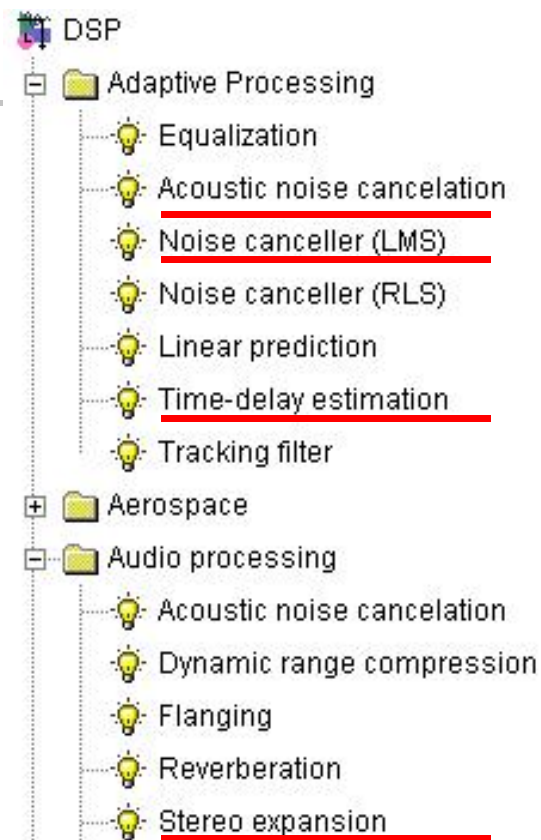 DSP
Adaptive Processing
Equalization
Acoustic noise cancelation
Noise canceller (LMS)
Noise canceller (RLS)
Linear prediction
Time-delay estimation
Tracking filter
Aerospace
Audio processing
Acoustic noise cancelation
Dynamic range compression
Flanging
Reverberation
Stereo expansion